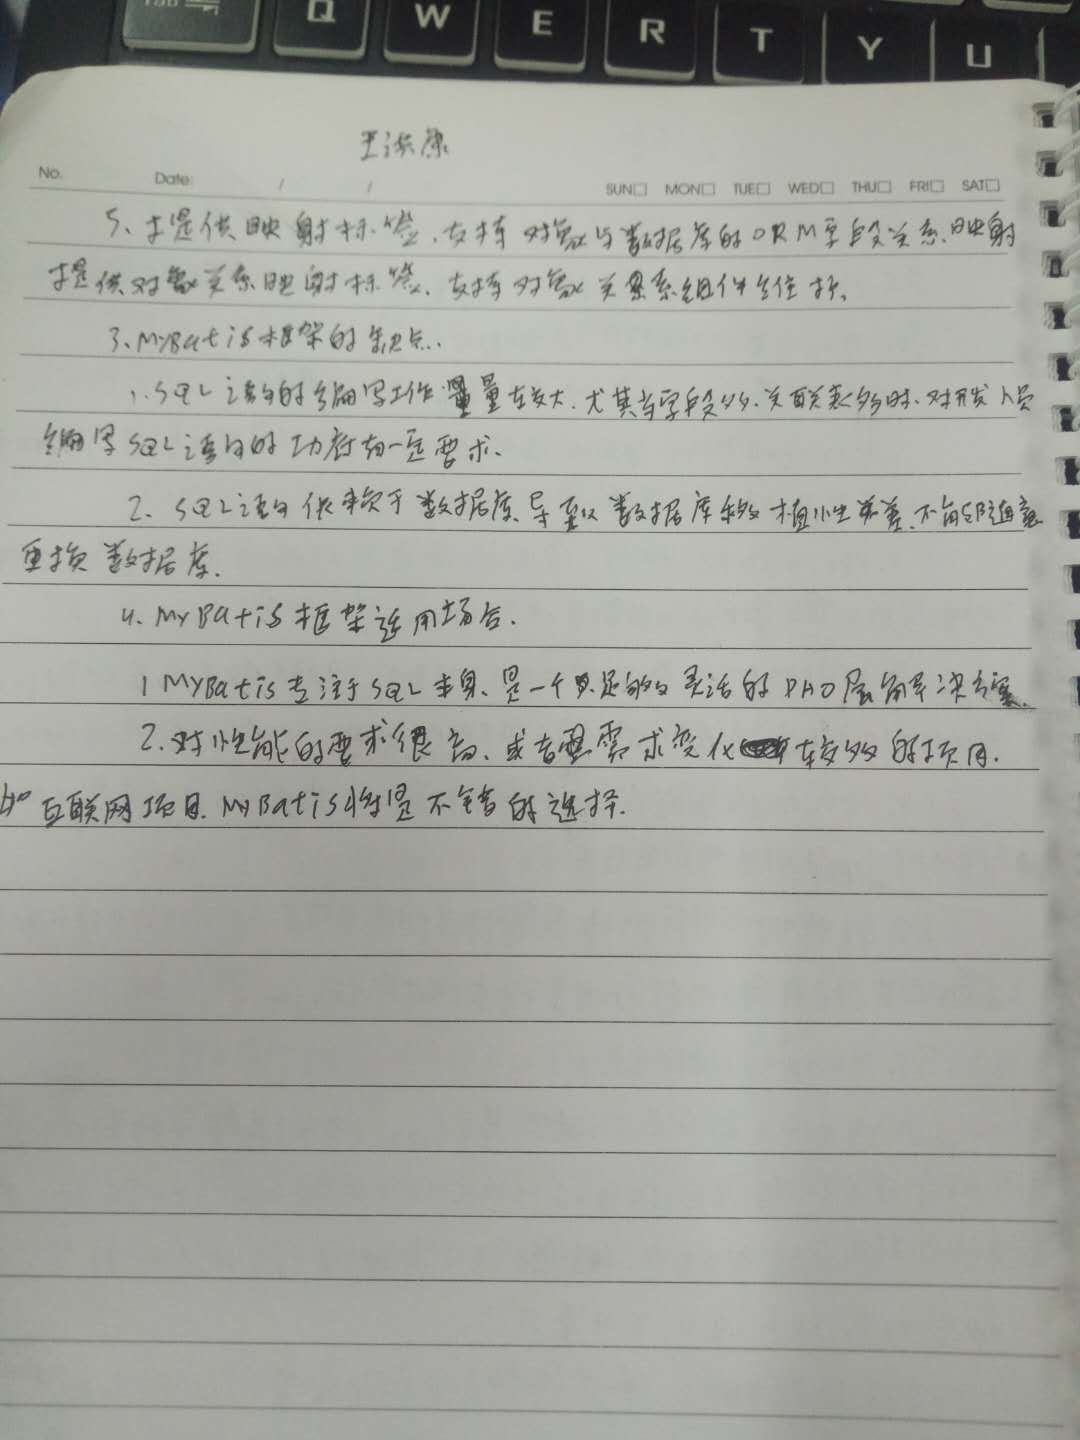 Q W E R T Y U
No. Date: / / SUN□ MON□ TUE□ WED□ THU□ FRI□ SAT□
5、提供映射标签、支持对象与数据库的ORM字段关系映射
提供对象关系映射标签、支持对象关系组件维护、
3、MyBatis框架的缺点.
1.SQL语句的编写工作量较大.尤其当字段多、关联表多时、对开发人员
编写SQL语句的功底有一定要求.
2. SQL语句依赖于数据库、导致数据库移植性差、不能随意
更换数据库.
4. MyBatis框架适用场合.
1 MyBatis专注于SQL本身、是一个足够灵活的DAO层解决方案.
2.对性能的要求很高、或者需求变化较多的项目.
如互联网项目.MyBatis将是不错的选择.